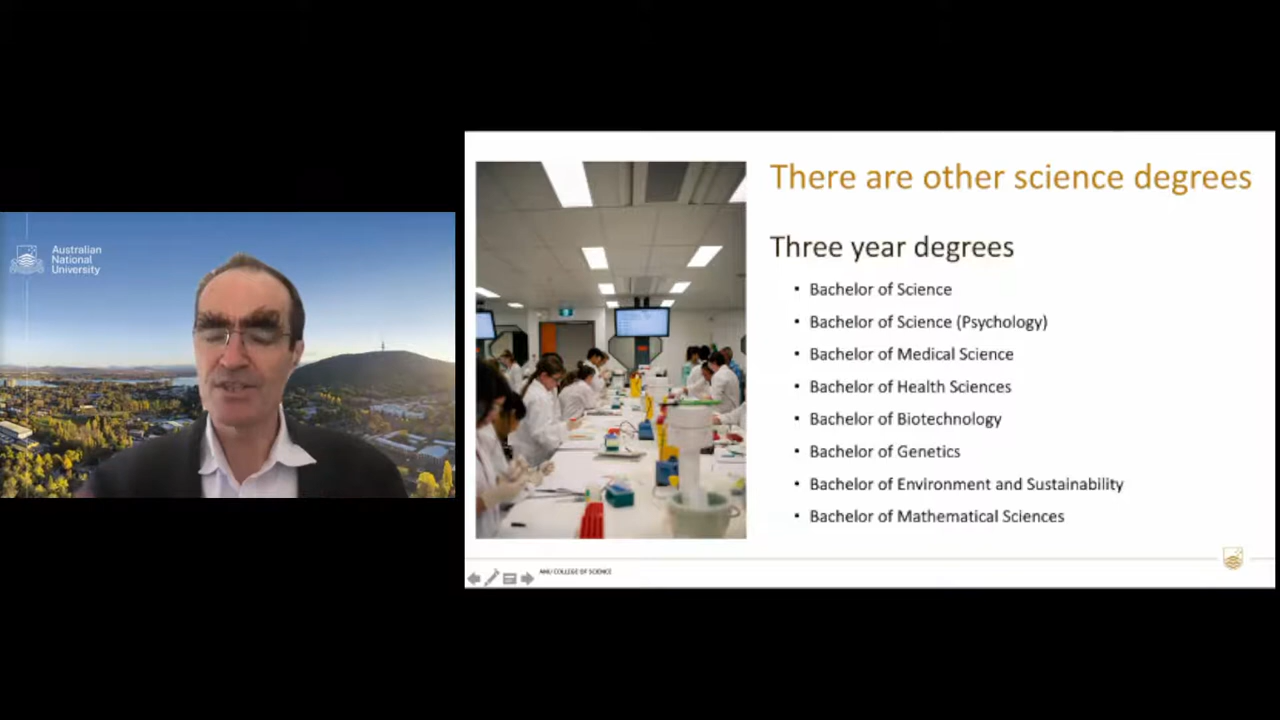 Australian
National
University
There are other science degrees
Three year degrees
• Bachelor of Science
• Bachelor of Science (Psychology)
• Bachelor of Medical Science
• Bachelor of Health Sciences
• Bachelor of Biotechnology
• Bachelor of Genetics
• Bachelor of Environment and Sustainability
• Bachelor of Mathematical Sciences
ANU COLLEGE OF SCIENCE